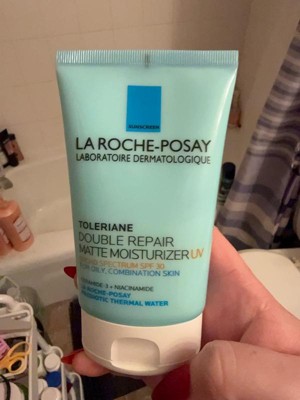 SUNSCREEN
LA ROCHE-POSAY
LABORATOIRE DERMATOLOGIQUE
TOLERIANE
DOUBLE REPAIR
MATTE MOISTURIZER UV
SPECTRUM SPF 30
FOR OILY, COMBINATION SKIN
CERAMIDE-3 + NIACINAMIDE
LA ROCHE-POSAY
PREBIOTIC THERMAL WATER